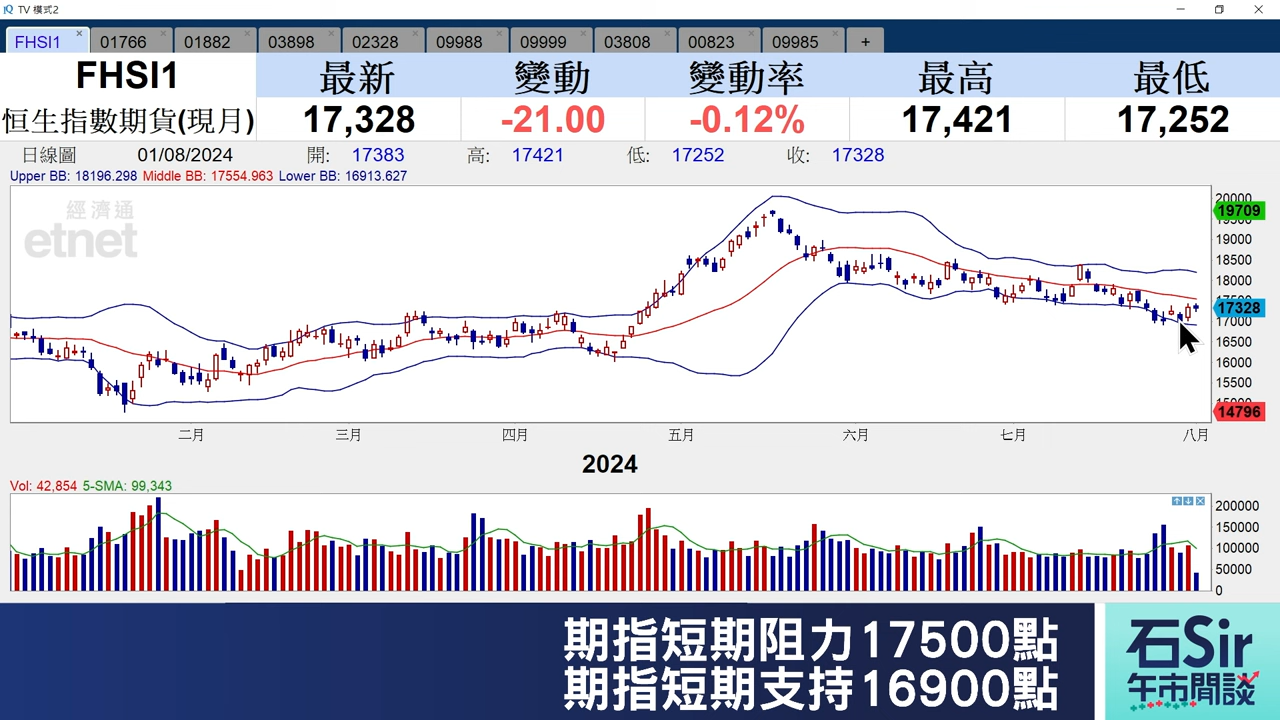 TV 模式2
FHSI1 01766 01882 03898 02328 09988 09999 03808 00823 09985 +
FHSI1 最新 變動 變動率 最高 最低
恒生指數期貨(現月) 17,328 -21.00 -0.12% 17,421 17,252
日線圖 01/08/2024 開: 17383 高: 17421 低: 17252 收: 17328
Upper BB: 18196.298 Middle BB: 17554.963 Lower BB: 16913.627
經濟通
etnet
20000
19709
19000
18500
18000
17328
17000
16500
16000
15500
14796
二月 三月 四月 五月 六月 七月 八月
2024
Vol: 42,854 5-SMA: 99,343
200000
150000
100000
50000
0
期指短期阻力17500點
期指短期支持16900點
石Sir
午市閒談